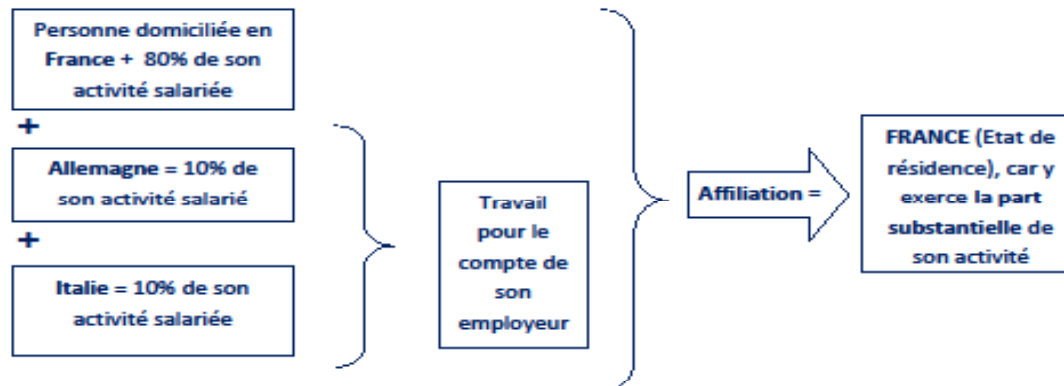 Personne domiciliée en
France + 80% de son
activité salariée
+
Allemagne = 10% de
son activité salarié
+
Italie = 10% de son
activité salariée
Travail
pour le
compte de
son
employeur
Affiliation =
FRANCE (Etat de
résidence), car y
exerce la part
substantielle de
son activité